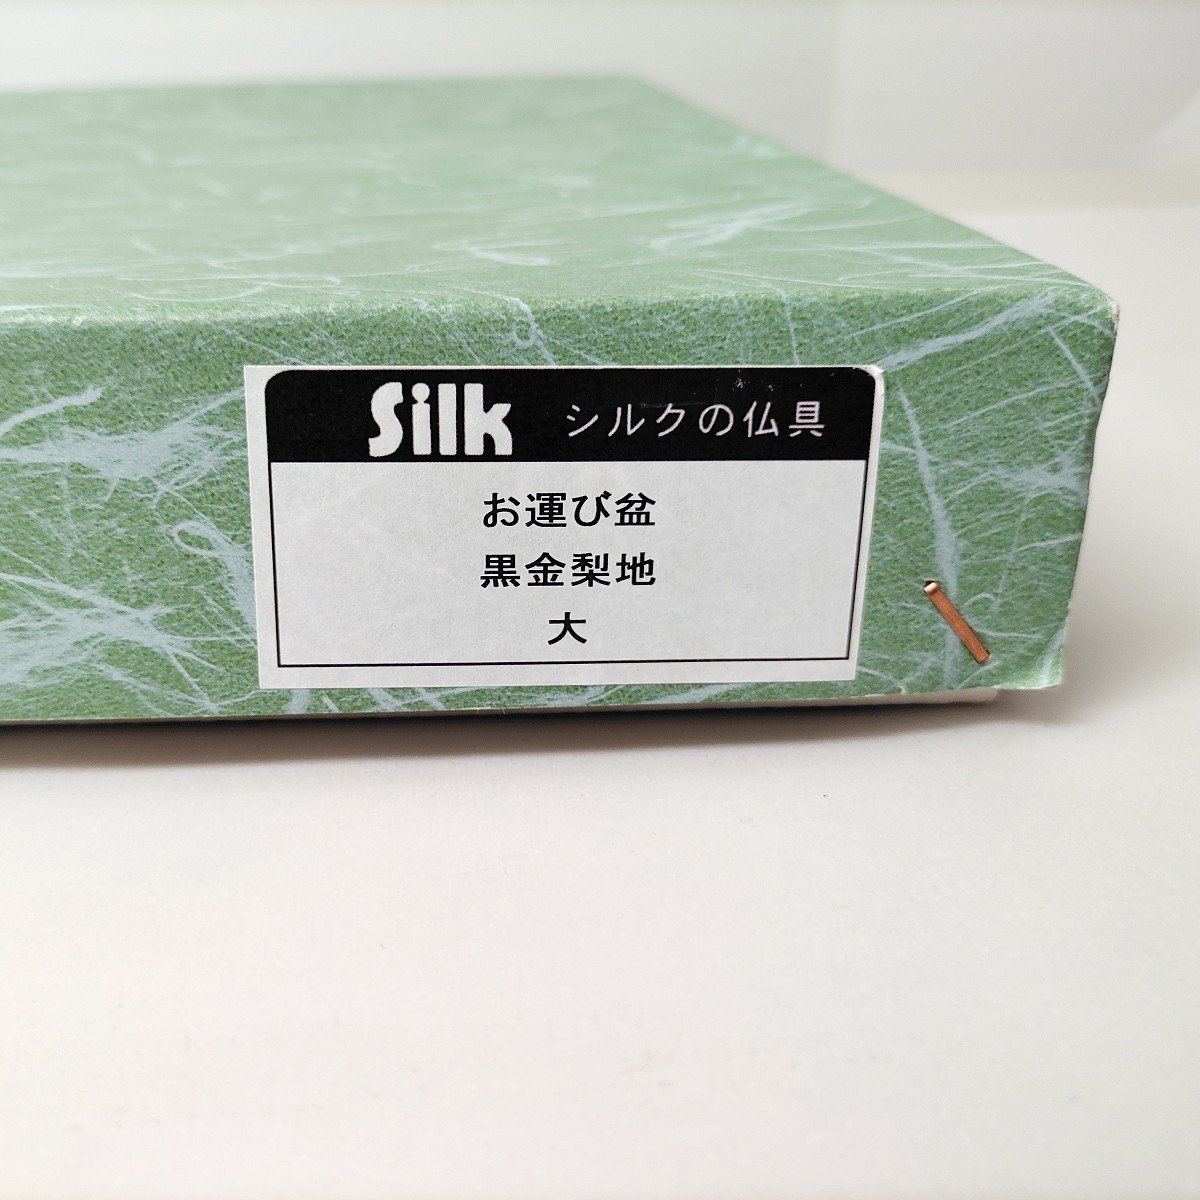 Silk シルクの仏具
お運び盆
黒金梨地
大